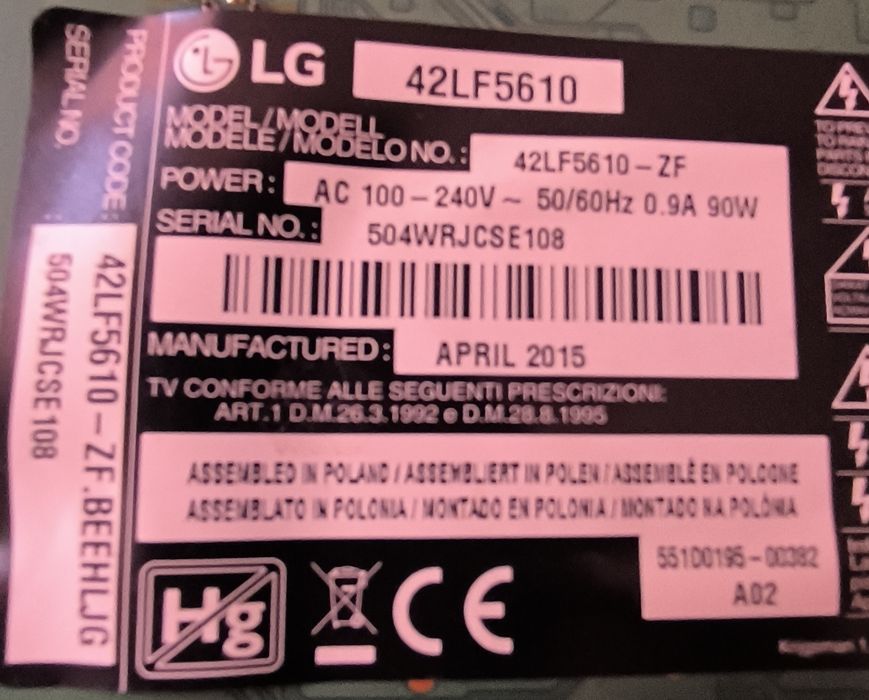 LG
42LF5610
MODEL/MODELL
MODELE/MODELO NO. :
42LF5610-ZF
POWER :
AC 100-240V ~ 50/60Hz 0.9A 90W
SERIAL NO. :
504WRJCSE108
MANUFACTURED :
APRIL 2015
TV CONFORME ALLE SEGUENTI PRESCRIZIONI:
ART.1 D.M.26.3.1992 e D.M.28.8.1995
ASSEMBLED IN POLAND / ASSEMBLIERT IN POLEN / ASSEMBLÈ EN POLOGNE
ASSEMBLATO IN POLONIA / MONTADO EN POLONIA / MONTADO NA POLÒNIA
55100195-00382
A02
Hg
CE
PRODUCT CODE :
42LF5610-ZF.BEEHLJG
SERIAL NO. :
504WRJCSE108